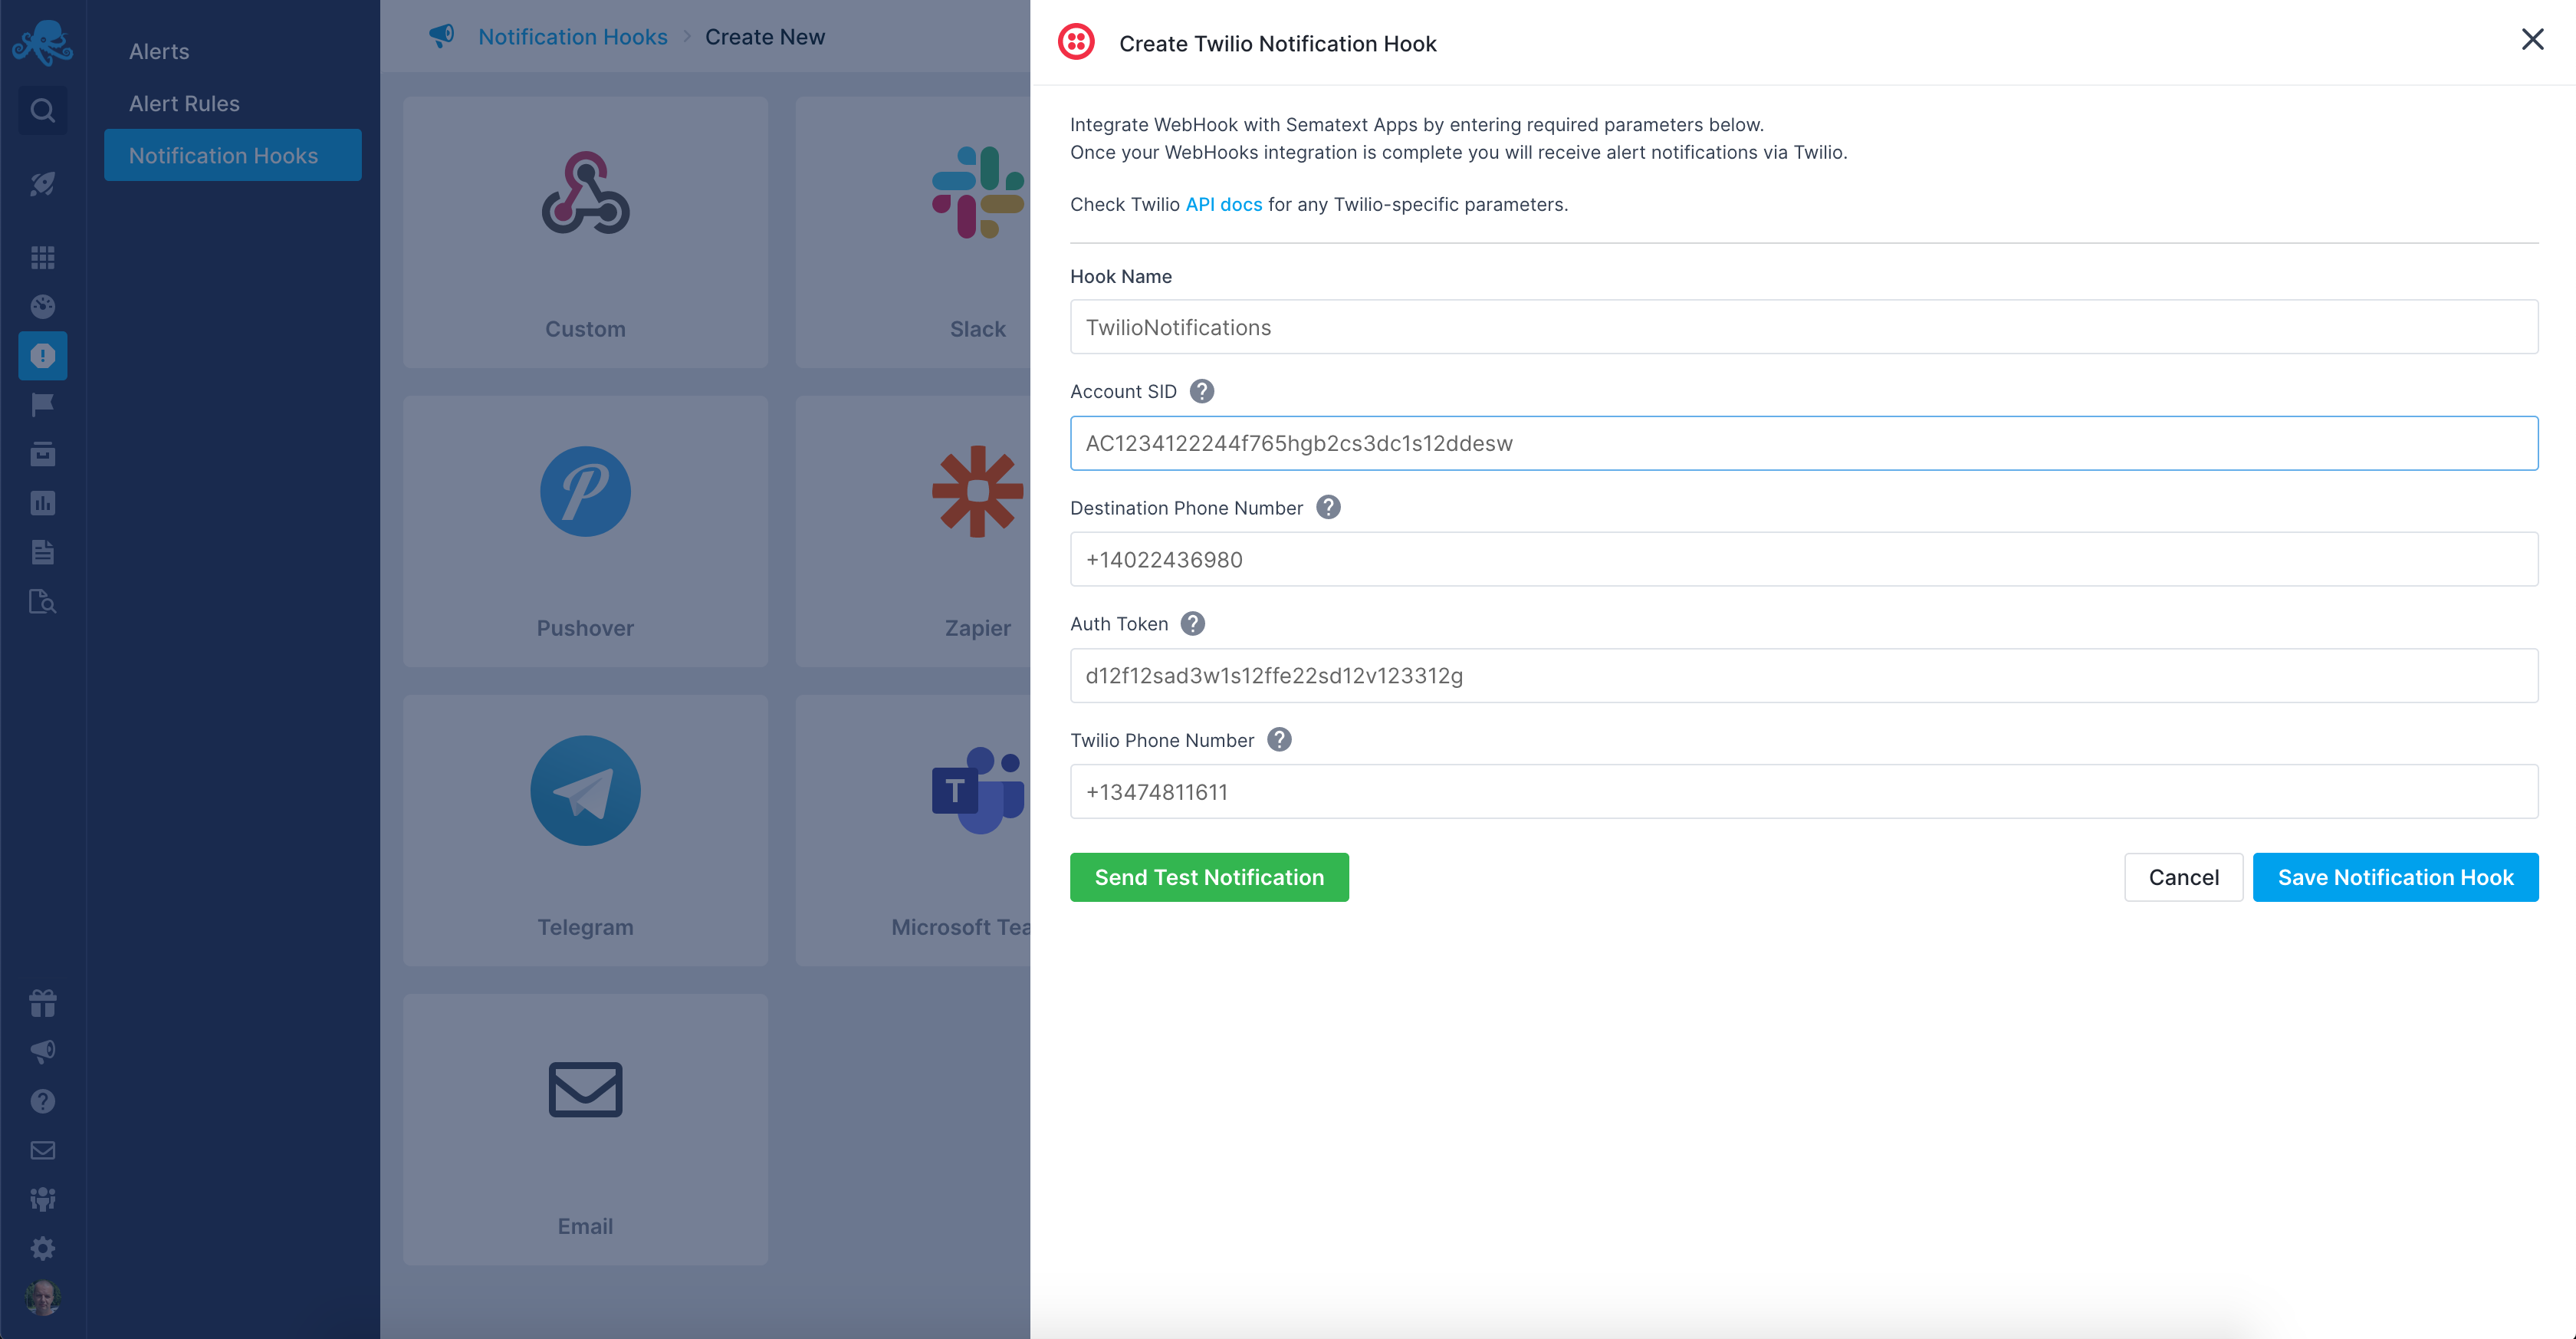 Alerts
Alert Rules
Notification Hooks
Notification Hooks > Create New
Custom
Slack
Pushover
Zapier
Telegram
T
Microsoft Tea
Email
Create Twilio Notification Hook
Integrate WebHook with Sematext Apps by entering required parameters below.
Once your WebHooks integration is complete you will receive alert notifications via Twilio.
Check Twilio API docs for any Twilio-specific parameters.
Hook Name
TwilioNotifications
Account SID ?
AC1234122244f765hgb2cs3dc1s12ddesw
Destination Phone Number ?
+14022436980
Auth Token ?
d12f12sad3w1s12ffe22sd12v123312g
Twilio Phone Number ?
+13474811611
Send Test Notification
Cancel
Save Notification Hook